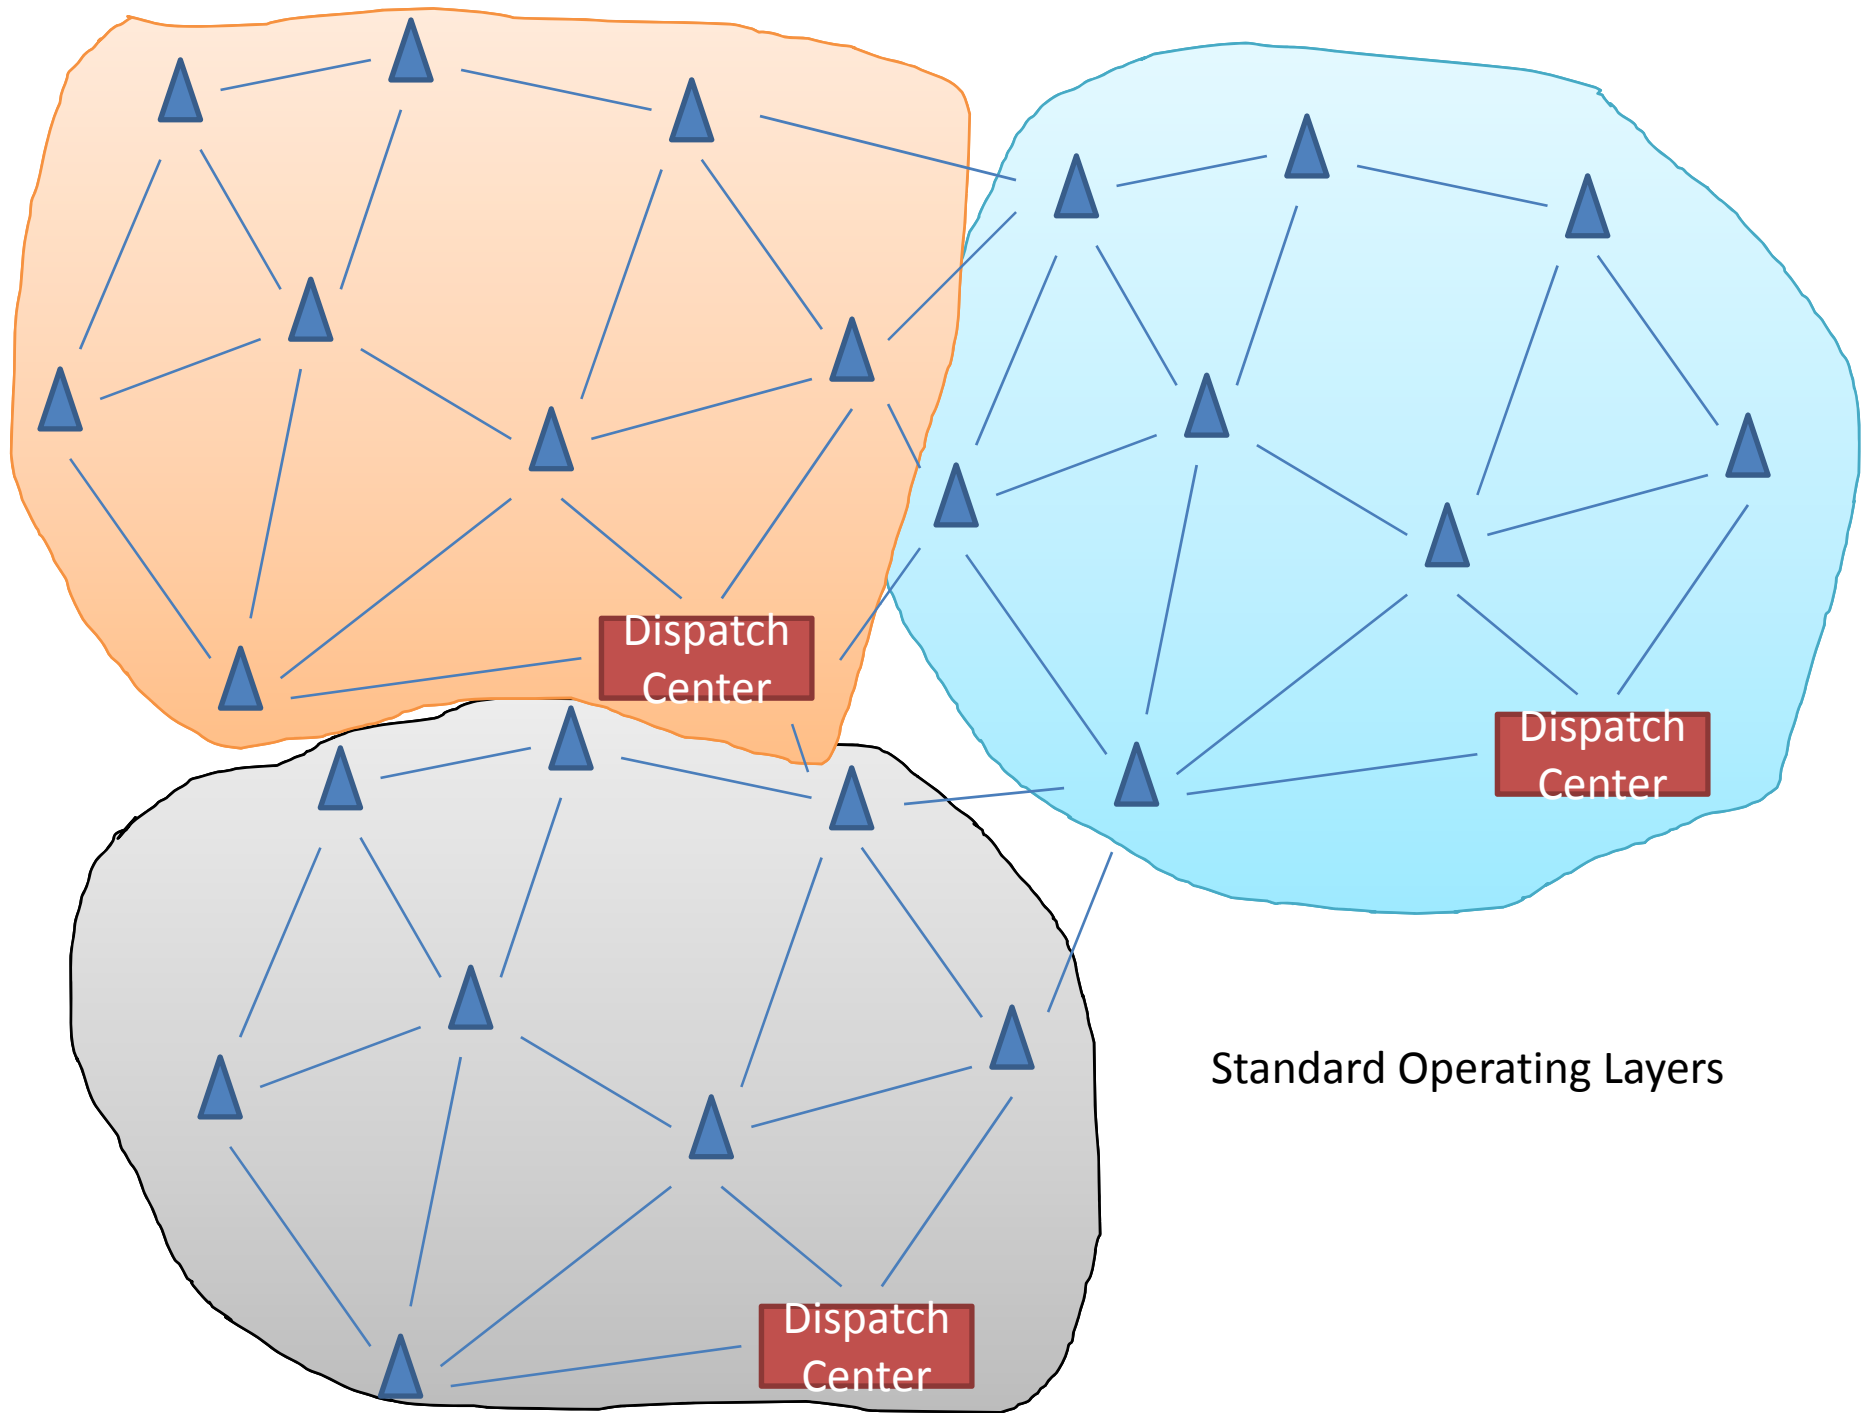 Dispatch
Center
Dispatch
Center
Standard Operating Layers
Dispatch
Center